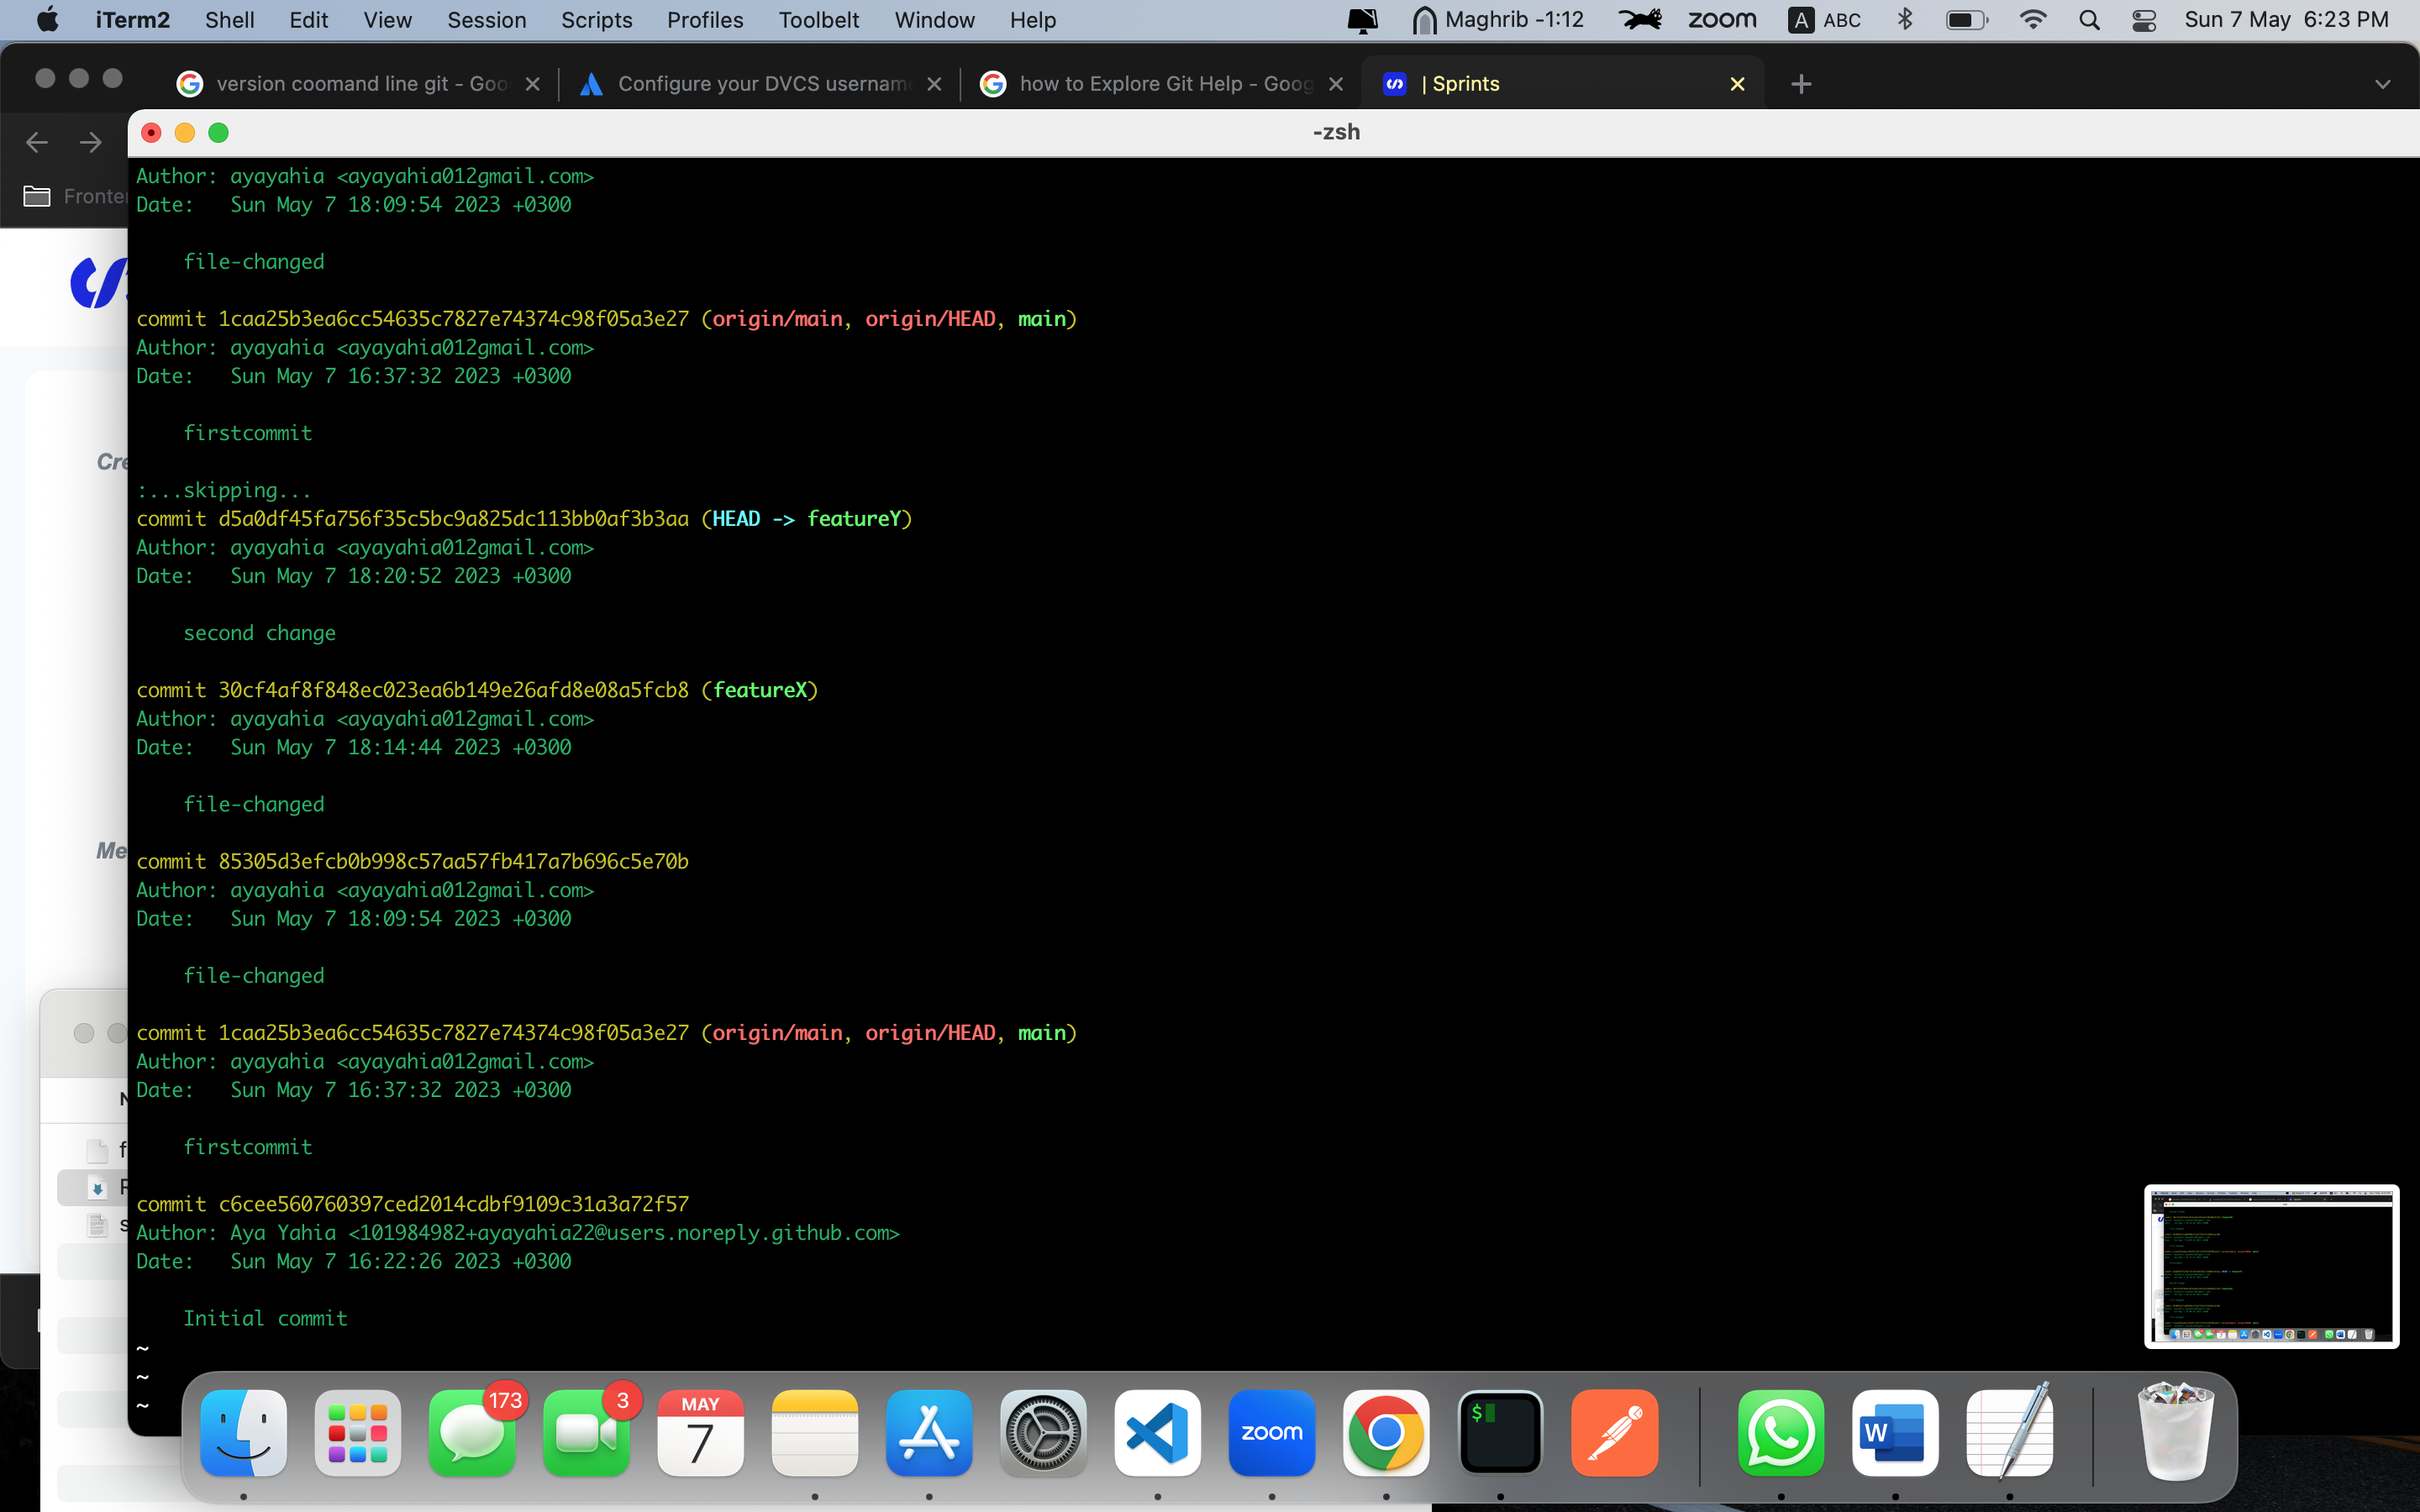 iTerm2 Shell Edit View Session Scripts Profiles Toolbelt Window Help Maghrib -1:12 zoom A ABC Sun 7 May 6:23 PM
version coomand line git - Goo Configure your DVCS usernam how to Explore Git Help - Goog | Sprints
-zsh
Author: ayayahia <ayayahia012gmail.com>
Date:   Sun May 7 18:09:54 2023 +0300
file-changed
commit 1caa25b3ea6cc54635c7827e74374c98f05a3e27 (origin/main, origin/HEAD, main)
Author: ayayahia <ayayahia012gmail.com>
Date:   Sun May 7 16:37:32 2023 +0300
firstcommit
:...skipping...
commit d5a0df45fa756f35c5bc9a825dc113bb0af3b3aa (HEAD -> featureY)
Author: ayayahia <ayayahia012gmail.com>
Date:   Sun May 7 18:20:52 2023 +0300
second change
commit 30cf4af8f848ec023ea6b149e26afd8e08a5fcb8 (featureX)
Author: ayayahia <ayayahia012gmail.com>
Date:   Sun May 7 18:14:44 2023 +0300
file-changed
commit 85305d3efcb0b998c57aa57fb417a7b696c5e70b
Author: ayayahia <ayayahia012gmail.com>
Date:   Sun May 7 18:09:54 2023 +0300
file-changed
commit 1caa25b3ea6cc54635c7827e74374c98f05a3e27 (origin/main, origin/HEAD, main)
Author: ayayahia <ayayahia012gmail.com>
Date:   Sun May 7 16:37:32 2023 +0300
firstcommit
commit c6cee560760397ced2014cdbf9109c31a3a72f57
Author: Aya Yahia <101984982+ayayahia22@users.noreply.github.com>
Date:   Sun May 7 16:22:26 2023 +0300
Initial commit
~
~
~
Fronte
Cre
Me
173 3 MAY 7 zoom $ W